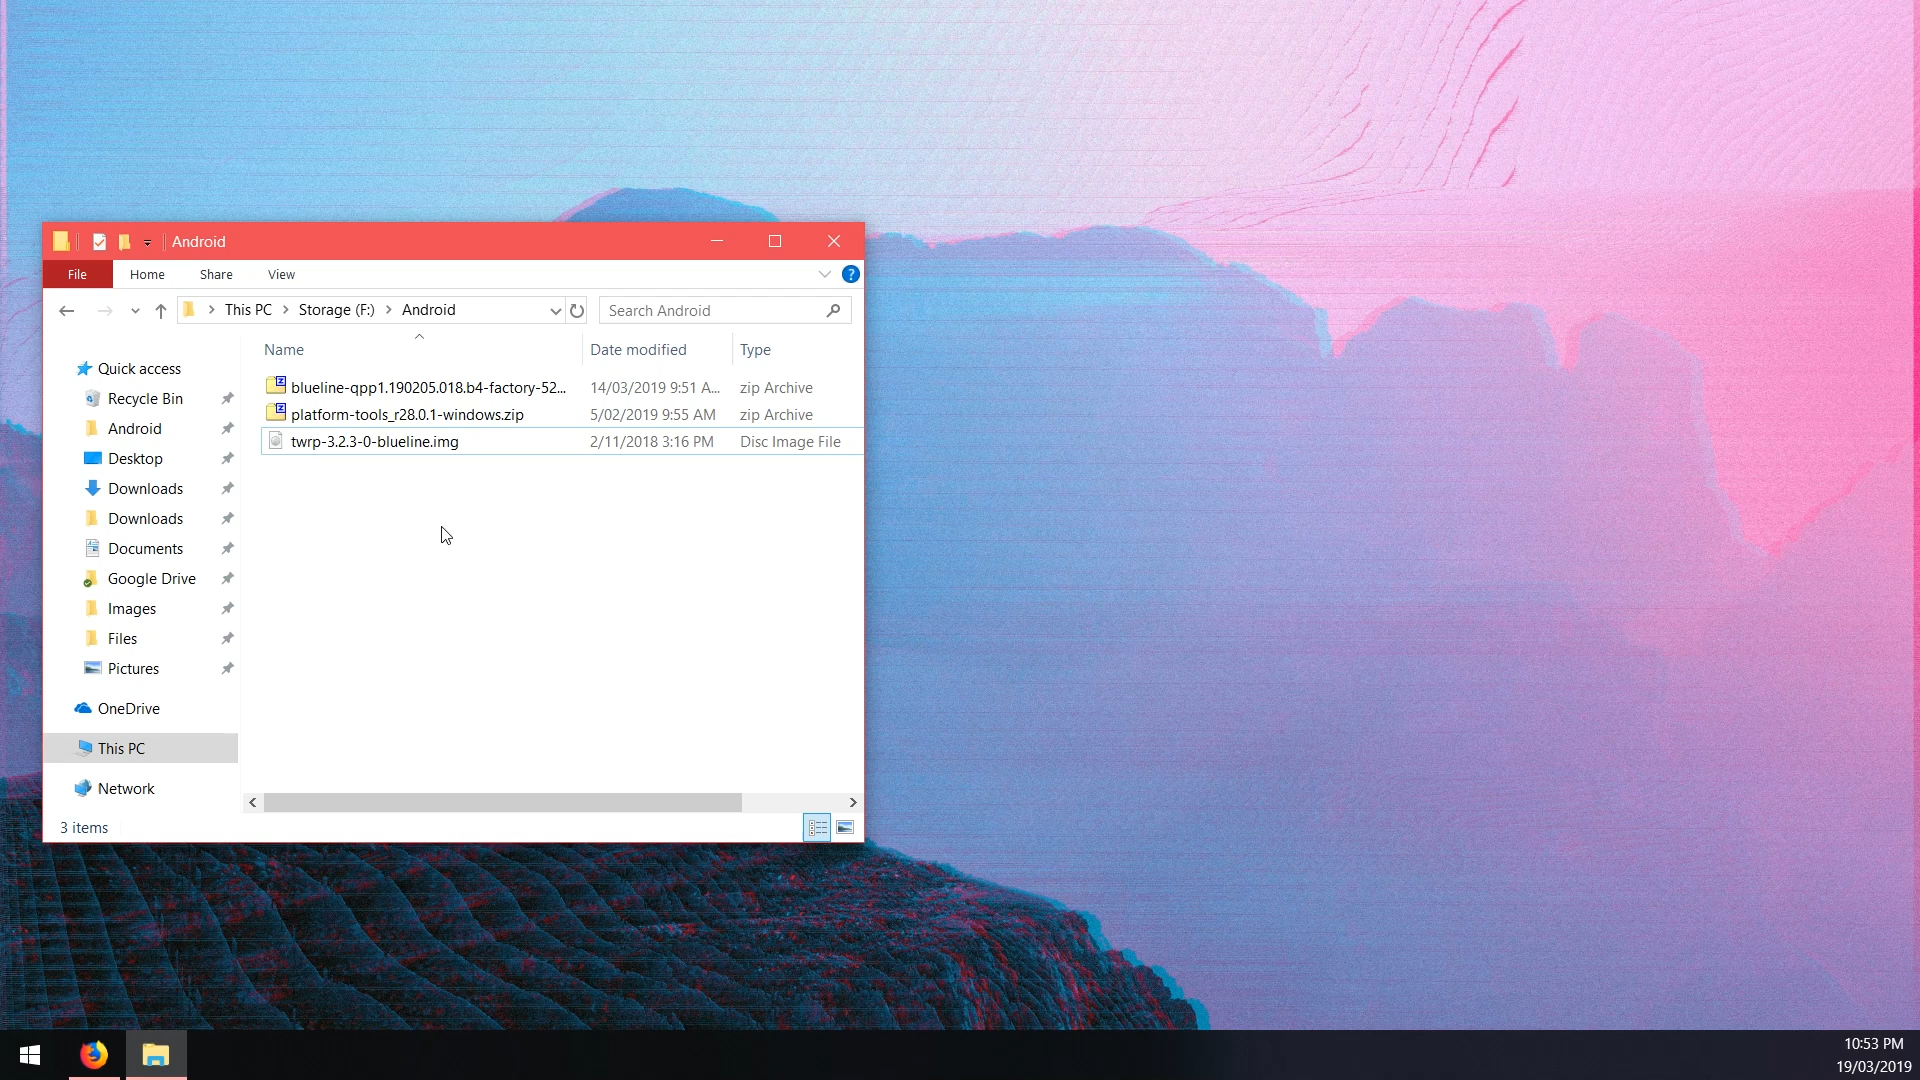 Android
File Home Share View ?
This PC Storage (F:) Android Search Android
Name Date modified Type
Quick access
Recycle Bin
Android
Desktop
Downloads
Downloads
Documents
Google Drive
Images
Files
Pictures
OneDrive
This PC
Network
blueline-qpp1.190205.018.b4-factory-52... 14/03/2019 9:51 A... zip Archive
platform-tools_r28.0.1-windows.zip 5/02/2019 9:55 AM zip Archive
twrp-3.2.3-0-blueline.img 2/11/2018 3:16 PM Disc Image File
3 items
10:53 PM
19/03/2019